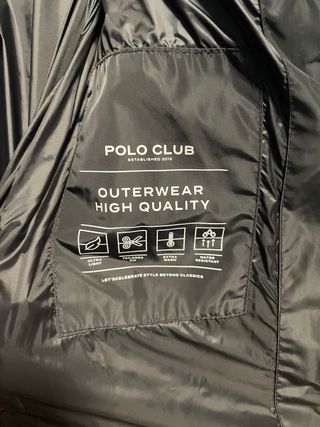 POLO CLUB
ESTABLISHED 2012
OUTERWEAR
HIGH QUALITY
ULTRA LIGHT
TAILORED FIT
EXTRA WARM
WATER RESISTANT
LET'S CELEBRATE STYLE BEYOND CLASSICS